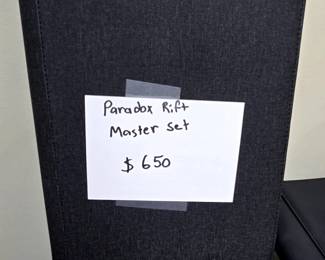 Paradox Rift
Master Set
$650